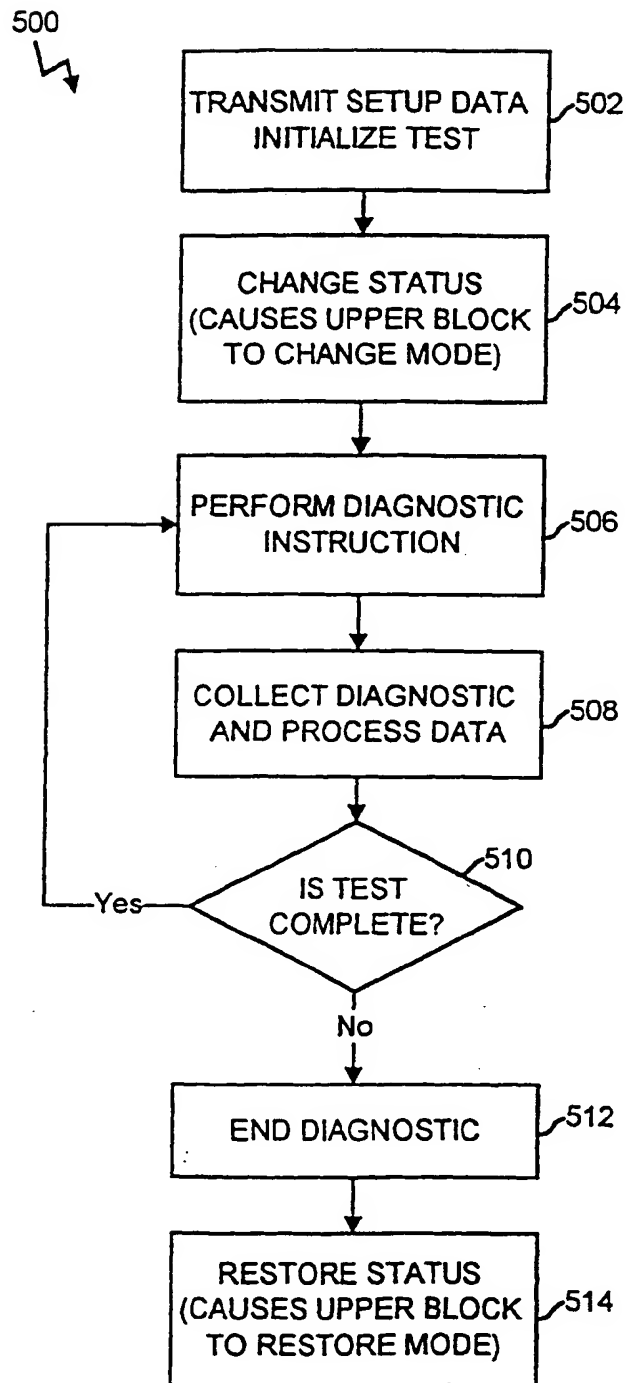 500
TRANSMIT SETUP DATA
INITIALIZE TEST
502
CHANGE STATUS
(CAUSES UPPER BLOCK
TO CHANGE MODE)
504
PERFORM DIAGNOSTIC
INSTRUCTION
506
COLLECT DIAGNOSTIC
AND PROCESS DATA
508
510
IS TEST
COMPLETE?
Yes
No
END DIAGNOSTIC
512
RESTORE STATUS
(CAUSES UPPER BLOCK
TO RESTORE MODE)
514